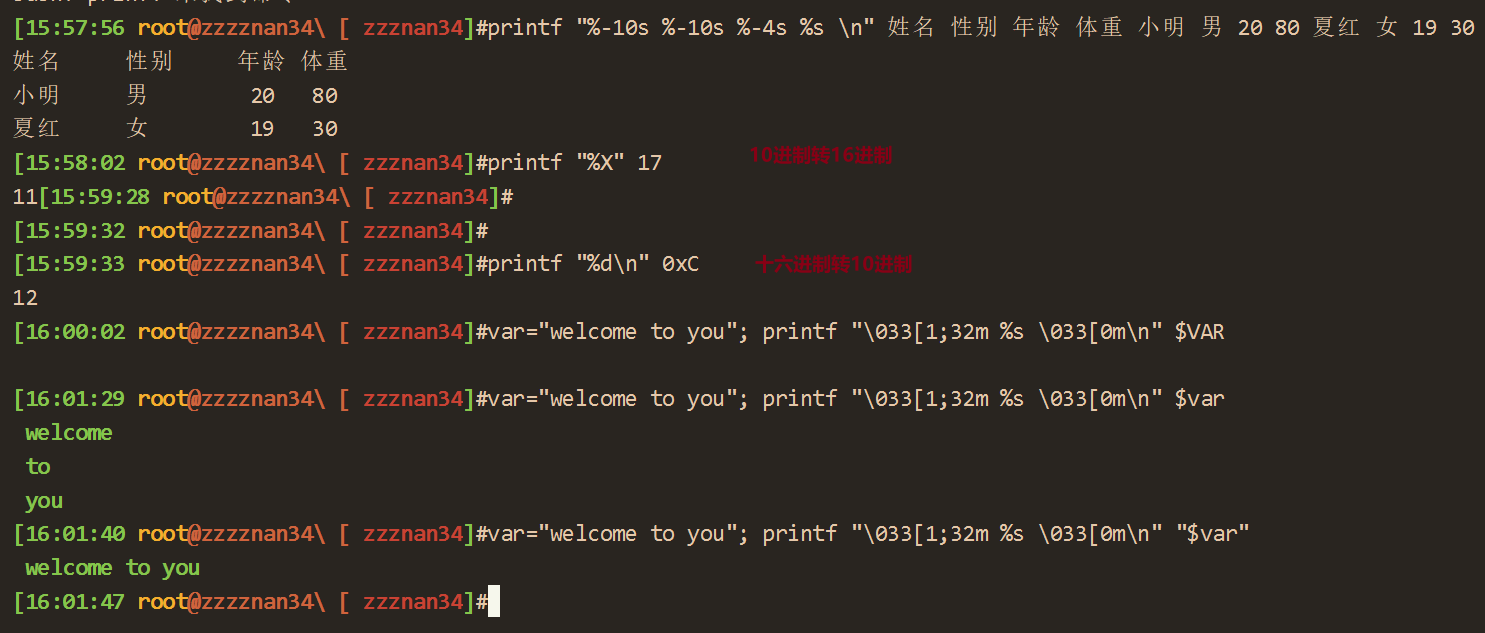 [15:57:56 root@zzzznan34\ [ zzznan34]#printf "%-10s %-10s %-4s %s \n" 姓名 性别 年龄 体重 小明 男 20 80 夏红 女 19 30
姓名 性别 年龄 体重
小明 男 20 80
夏红 女 19 30
[15:58:02 root@zzzznan34\ [ zzznan34]#printf "%X" 17 10进制转16进制
11[15:59:28 root@zzzznan34\ [ zzznan34]#
[15:59:32 root@zzzznan34\ [ zzznan34]#
[15:59:33 root@zzzznan34\ [ zzznan34]#printf "%d\n" 0xC 十六进制转10进制
12
[16:00:02 root@zzzznan34\ [ zzznan34]#var="welcome to you"; printf "\033[1;32m %s \033[0m\n" $VAR
[16:01:29 root@zzzznan34\ [ zzznan34]#var="welcome to you"; printf "\033[1;32m %s \033[0m\n" $var
welcome
to
you
[16:01:40 root@zzzznan34\ [ zzznan34]#var="welcome to you"; printf "\033[1;32m %s \033[0m\n" "$var"
welcome to you
[16:01:47 root@zzzznan34\ [ zzznan34]#